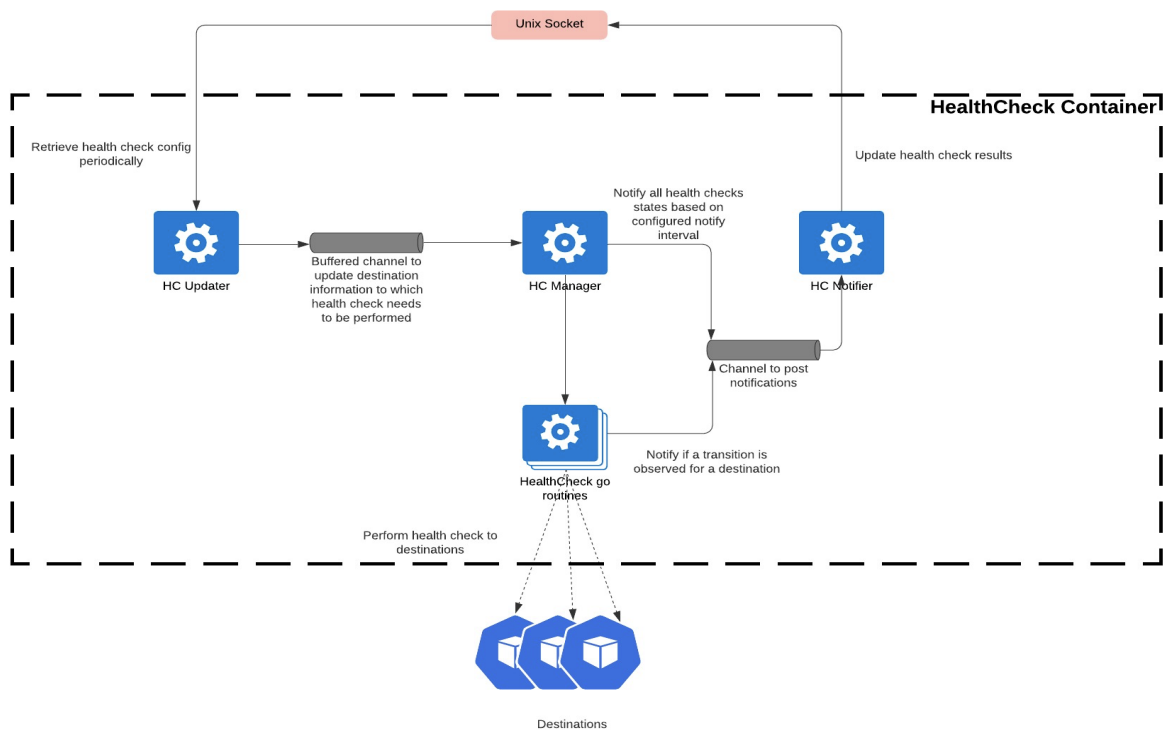 Unix Socket
HealthCheck Container
Retrieve health check config
periodically
Update health check results
Notify all health checks
states based on
configured notify
interval
HC Updater
Buffered channel to
update destination
information to which
health check needs
to be performed
HC Manager
HC Notifier
Channel to post
notifications
Notify if a transition is
observed for a destination
HealthCheck go
routines
Perform health check to
destinations
Destinations